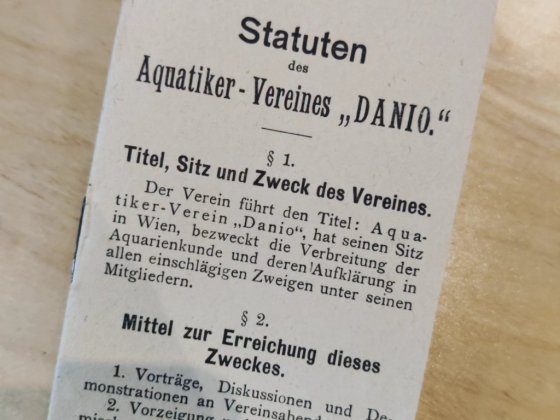 Statuten
des
Aquatiker-Vereines „DANIO.“
§ 1.
Titel, Sitz und Zweck des Vereines.
Der Verein führt den Titel: Aqua-
tiker-Verein „Danio“, hat seinen Sitz
in Wien, bezweckt die Verbreitung der
Aquarienkunde und deren Aufklärung in
allen einschlägigen Zweigen unter seinen
Mitgliedern.
§ 2.
Mittel zur Erreichung dieses
Zweckes.
1. Vorträge, Diskussionen und De-
monstrationen an Vereinsabend
2. Vorzeigung